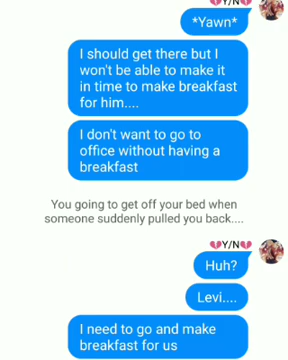 💔Y/N💔
*Yawn*
I should get there but I
won't be able to make it
in time to make breakfast
for him....
I don't want to go to
office without having a
breakfast
You going to get off your bed when
someone suddenly pulled you back....
💔Y/N💔
Huh?
Levi....
I need to go and make
breakfast for us